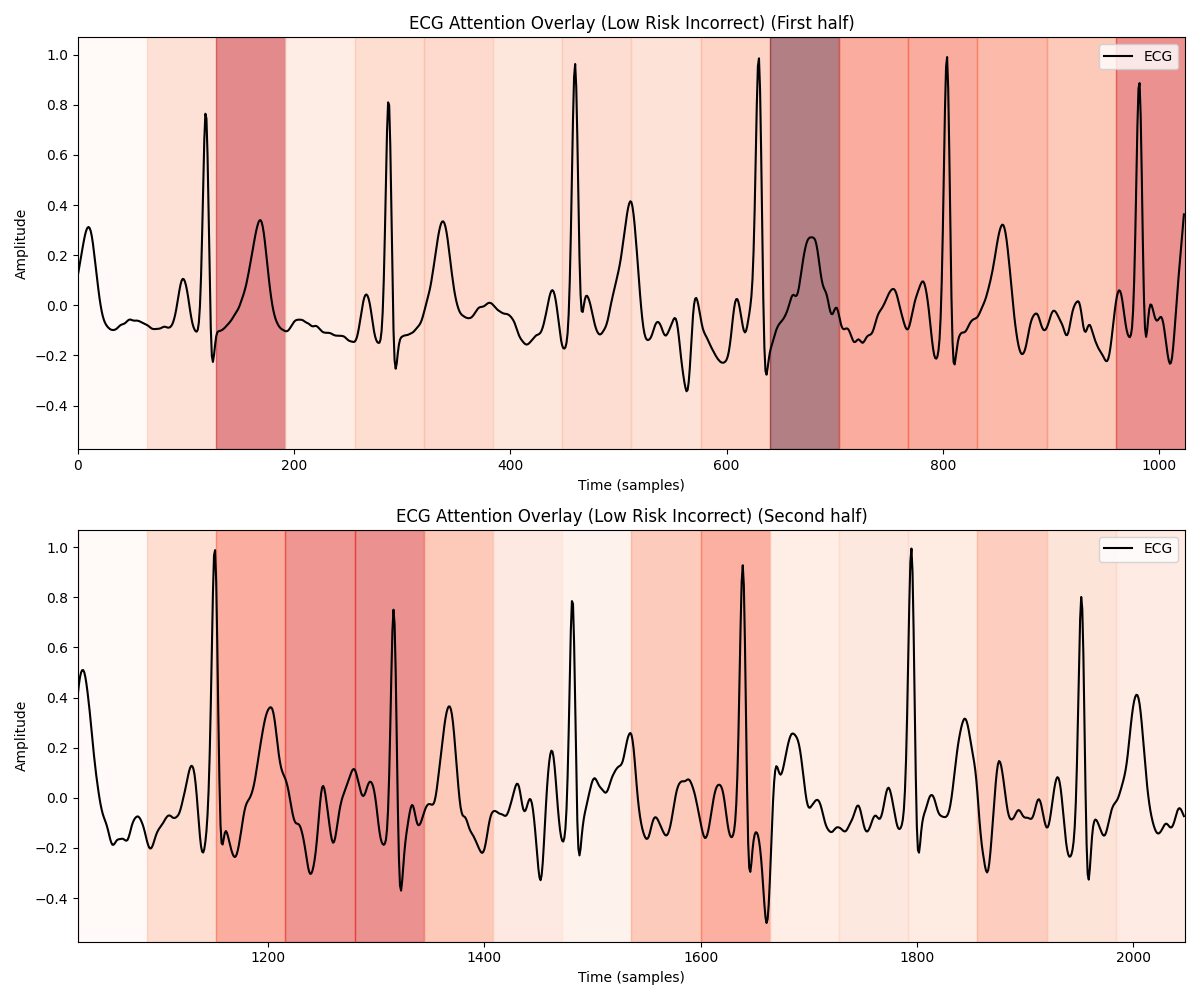 ECG Attention Overlay (Low Risk Incorrect) (First half)
1.0
0.8
0.6
0.4
0.2
0.0
−0.2
−0.4
Amplitude
ECG
0 200 400 600 800 1000
Time (samples)
ECG Attention Overlay (Low Risk Incorrect) (Second half)
1.0
0.8
0.6
0.4
0.2
0.0
−0.2
−0.4
Amplitude
ECG
1200 1400 1600 1800 2000
Time (samples)